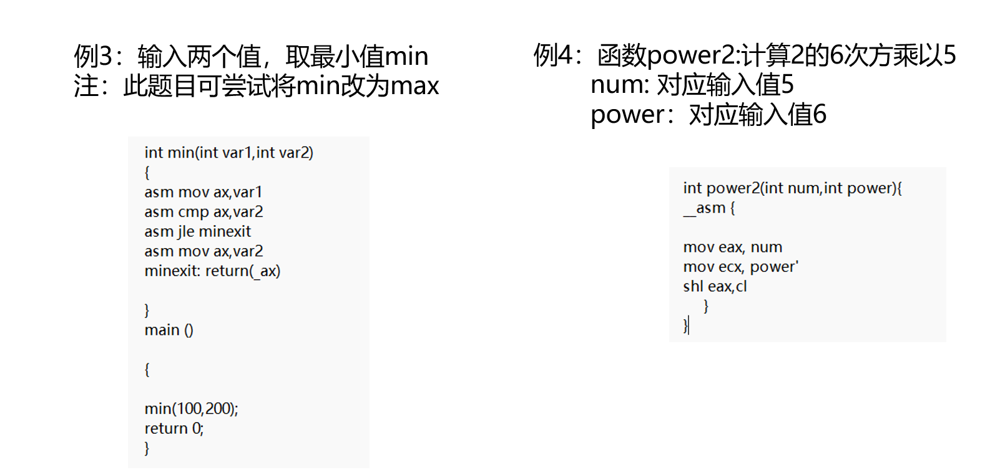 例3：输入两个值，取最小值min
注：此题目可尝试将min改为max
int min(int var1,int var2)
{
asm mov ax,var1
asm cmp ax,var2
asm jle minexit
asm mov ax,var2
minexit: return(_ax)
}
main ()
{
min(100,200);
return 0;
}
例4：函数power2:计算2的6次方乘以5
num: 对应输入值5
power：对应输入值6
int power2(int num,int power){
__asm {
mov eax, num
mov ecx, power'
shl eax,cl
}
}